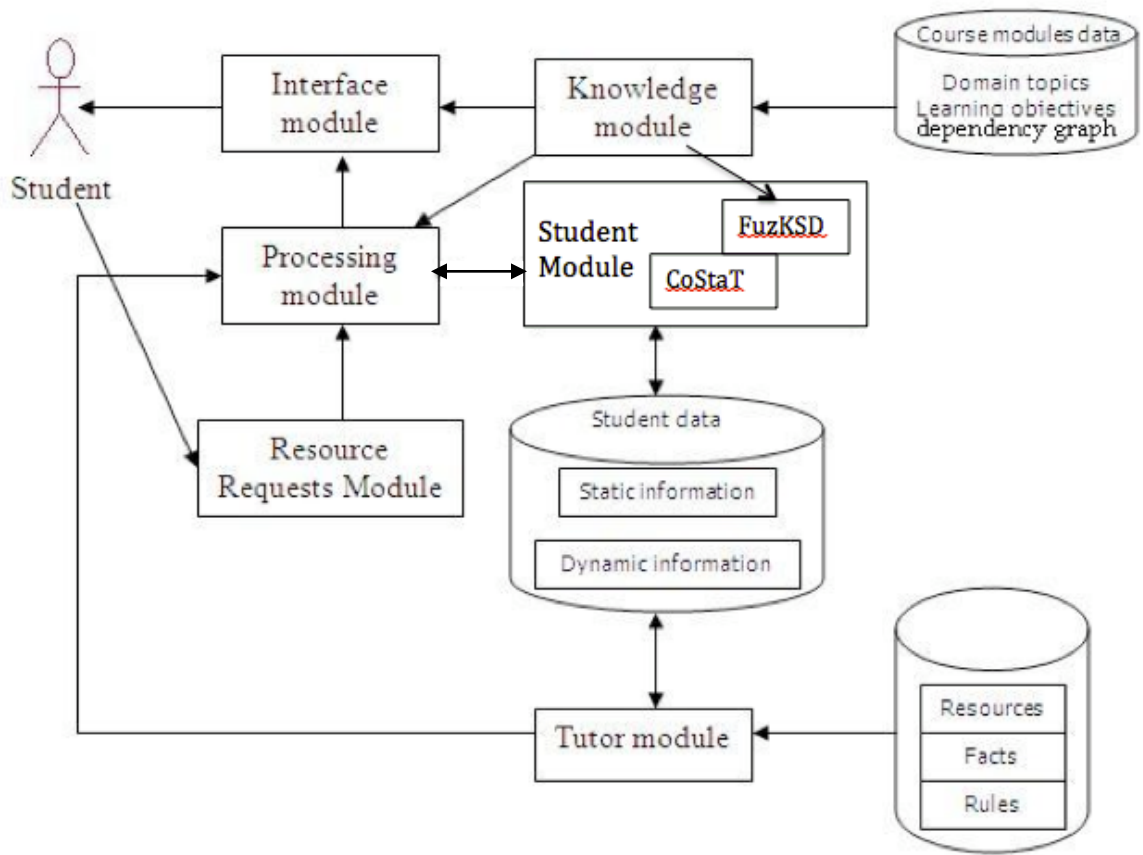 Student
Interface
module
Knowledge
module
Course modules data
Domain topics
Learning objectives
dependency graph
Processing
module
Student
Module
FuzKSD
CoStaT
Resource
Requests Module
Student data
Static information
Dynamic information
Tutor module
Resources
Facts
Rules